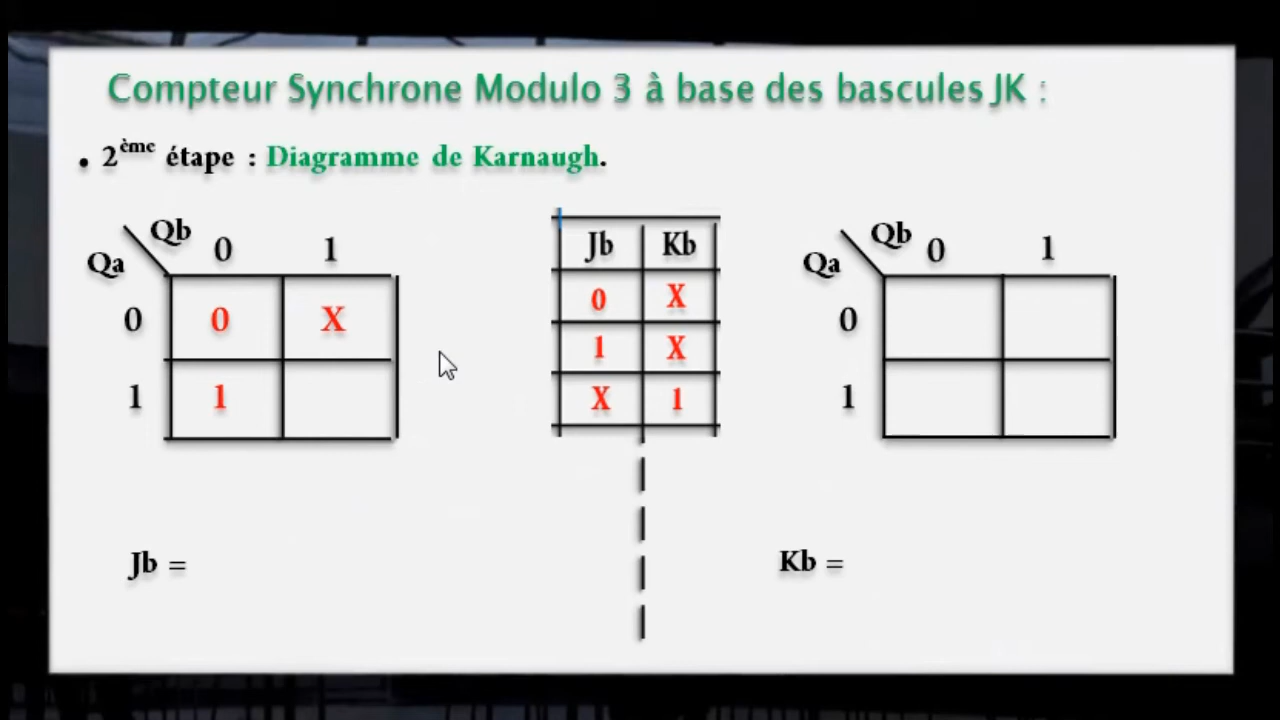 Compteur Synchrone Modulo 3 à base des bascules JK :
• 2ème étape : Diagramme de Karnaugh.
Qb 0 1
Qa
0 0 X
1 1
Jb Kb
0 X
1 X
X 1
Qb 0 1
Qa
0
1
Jb =
Kb =